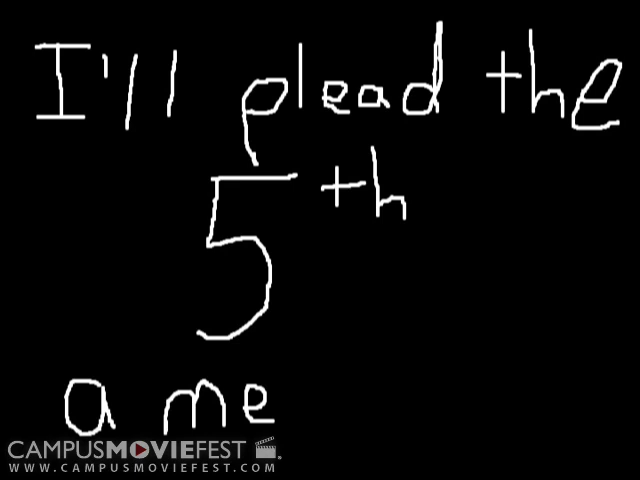 I'll plead the
5th
a me
CAMPUSMOVIEFEST
WWW.CAMPUSMOVIEFEST.COM